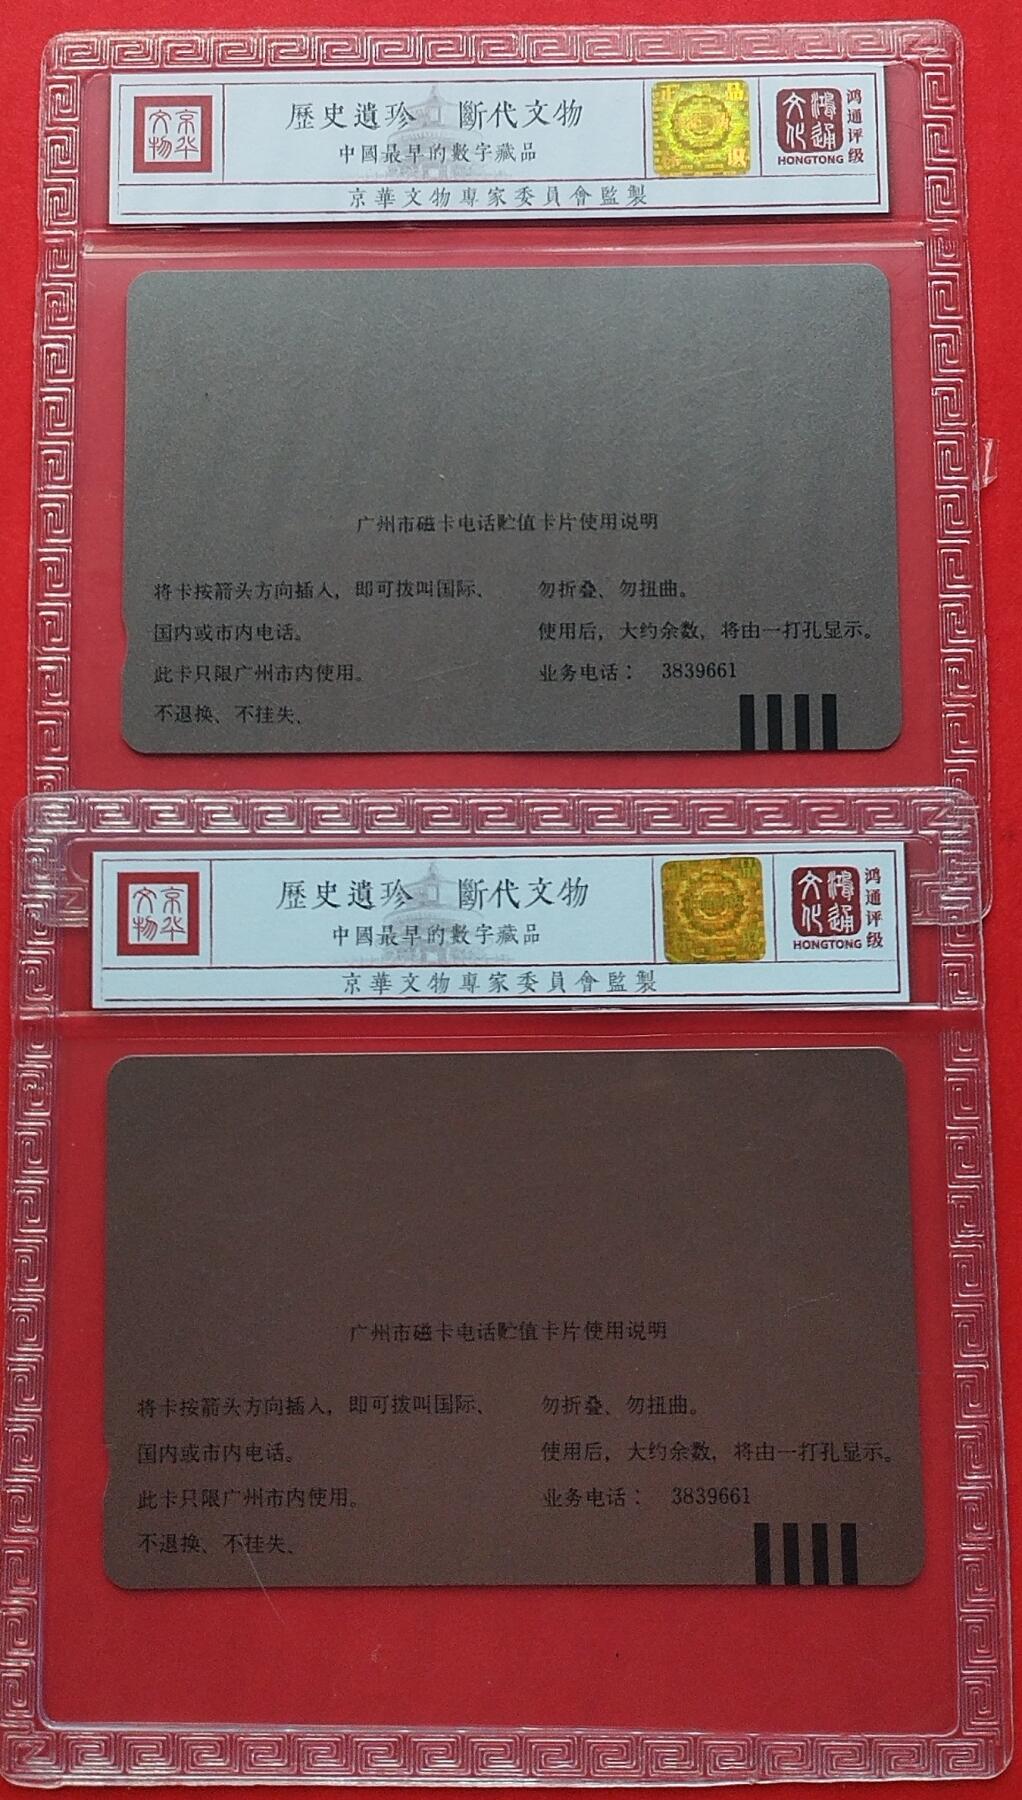 京华文物
歷史遺珍 斷代文物
中國最早的數字藏品
京華文物專家委員會監製
正品
鴻通文化
HONGTONG
鸿通评级
广州市磁卡电话贮值卡片使用说明
将卡按箭头方向插入，即可拨叫国际、
国内或市内电话。
此卡只限广州市内使用。
不退换、不挂失、
勿折叠、勿扭曲。
使用后，大约余数，将由一打孔显示。
业务电话： 3839661
京华文物
歷史遺珍 斷代文物
中國最早的數字藏品
京華文物專家委員會監製
鴻通文化
HONGTONG
鸿通评级
广州市磁卡电话贮值卡片使用说明
将卡按箭头方向插入，即可拨叫国际、
国内或市内电话。
此卡只限广州市内使用。
不退换、不挂失、
勿折叠、勿扭曲。
使用后，大约余数，将由一打孔显示。
业务电话： 3839661